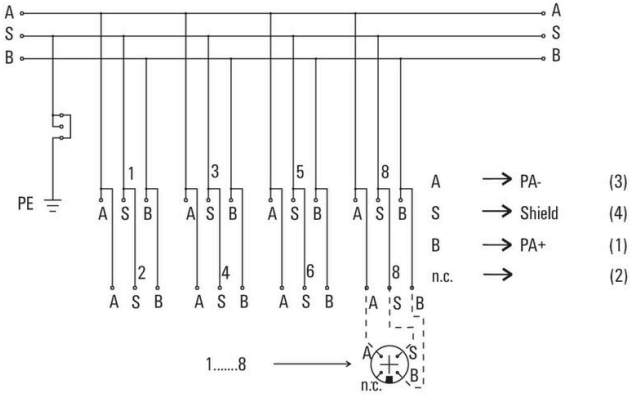 A A
S S
B B
1 3 5 8
A → PA- (3)
PE A S B A S B A S B A S B
S → Shield (4)
B → PA+ (1)
2 4 6 8
n.c. → (2)
A S B A S B A S B A S B
A S
1.......8
B
n.c.